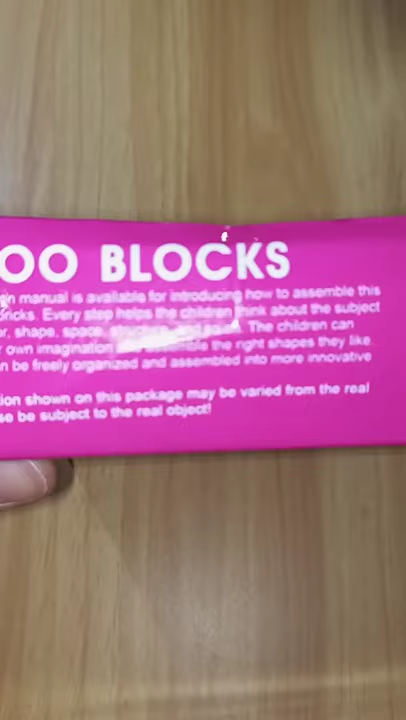 OO BLOCKS
n manual is available for introducing how to assemble this
bricks. Every step helps the children think about the subject
r, shape, space, structure, and so on. The children can
r own imagination the right shapes they like.
n be freely organized and assembled into more innovative
ion shown on this package may be varied from the real
se be subject to the real object!